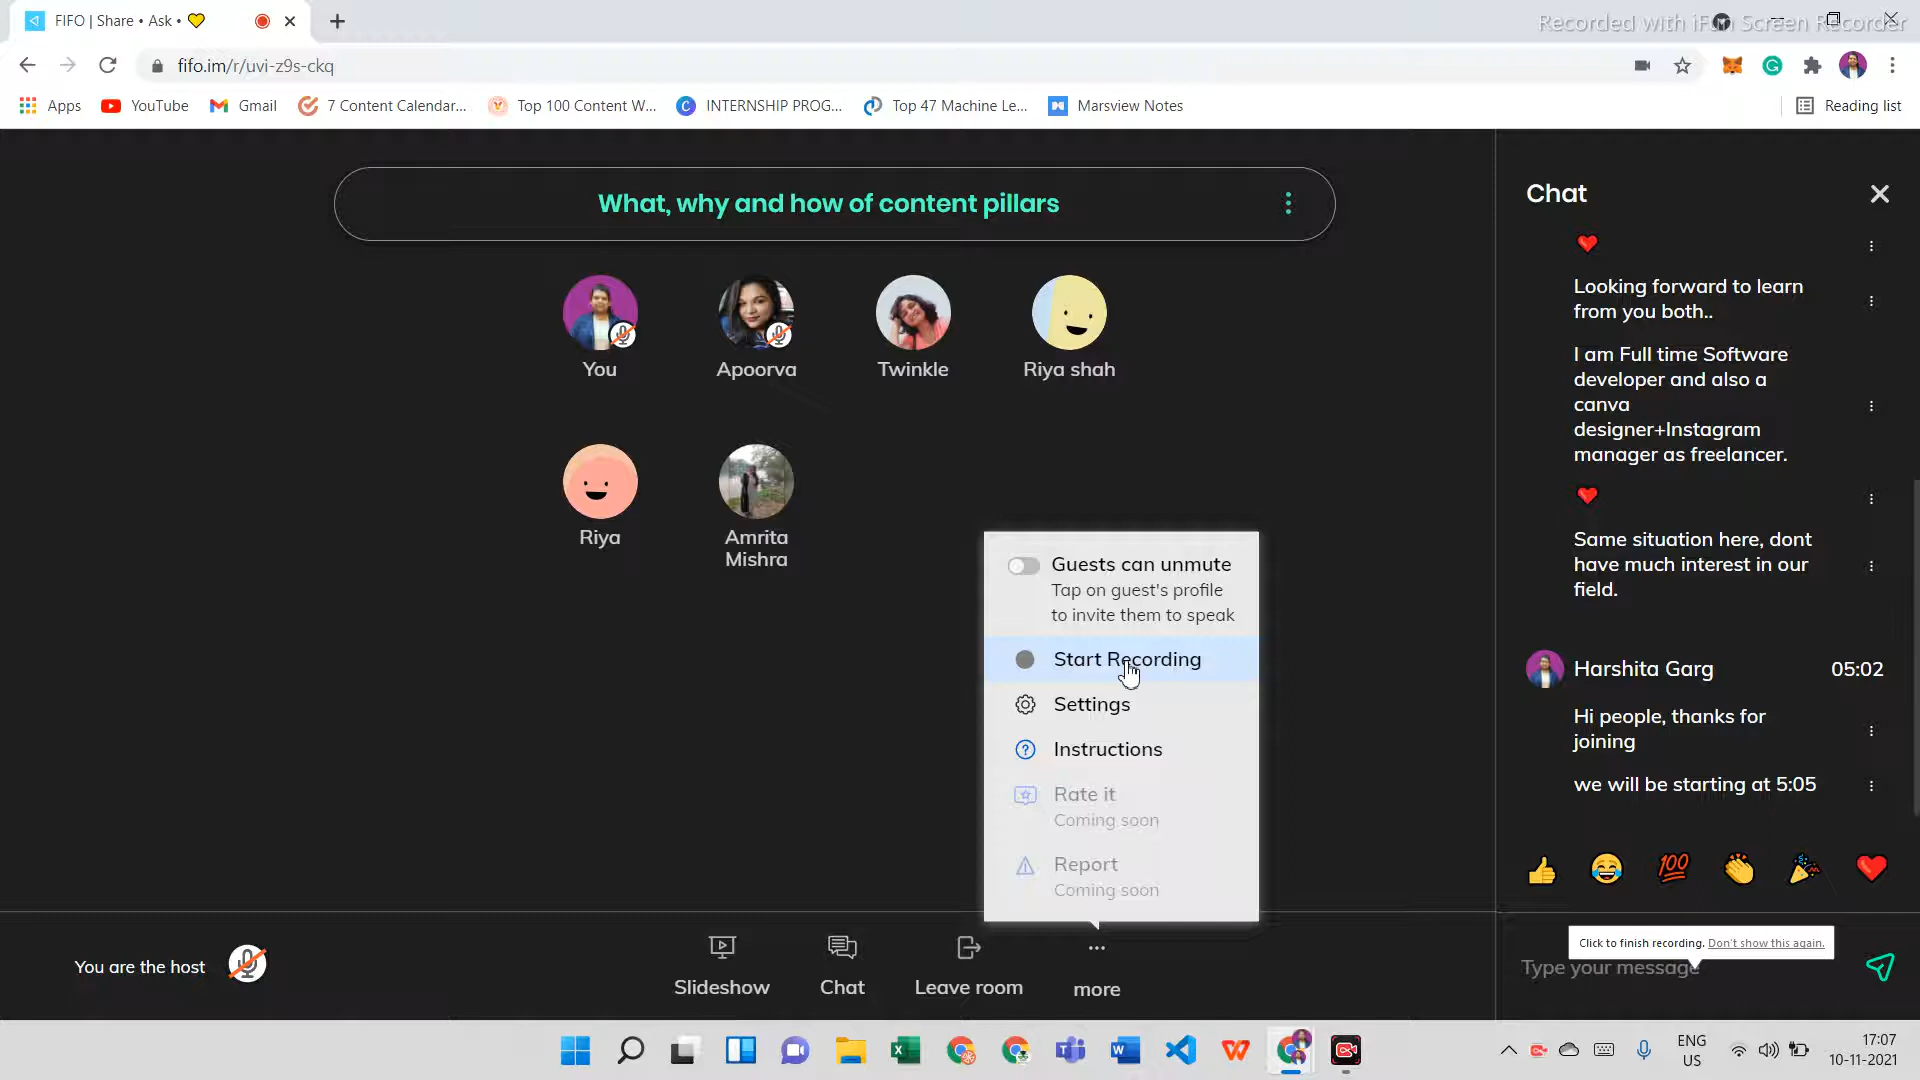 FIFO | Share • Ask •
Recorded with iFun Screen Recorder
fifo.im/r/uvi-z9s-ckq
Apps
YouTube
Gmail
7 Content Calendar...
Top 100 Content W...
INTERNSHIP PROG...
Top 47 Machine Le...
Marsview Notes
Reading list
What, why and how of content pillars
You
Apoorva
Twinkle
Riya shah
Riya
Amrita
Mishra
Guests can unmute
Tap on guest's profile
to invite them to speak
Start Recording
Settings
Instructions
Rate it
Coming soon
Report
Coming soon
You are the host
Slideshow
Chat
Leave room
more
Chat
Looking forward to learn
from you both..
I am Full time Software
developer and also a
canva
designer+Instagram
manager as freelancer.
Same situation here, dont
have much interest in our
field.
Harshita Garg 05:02
Hi people, thanks for
joining
we will be starting at 5:05
100
Click to finish recording. Don't show this again.
Type your message
ENG
US
17:07
10-11-2021